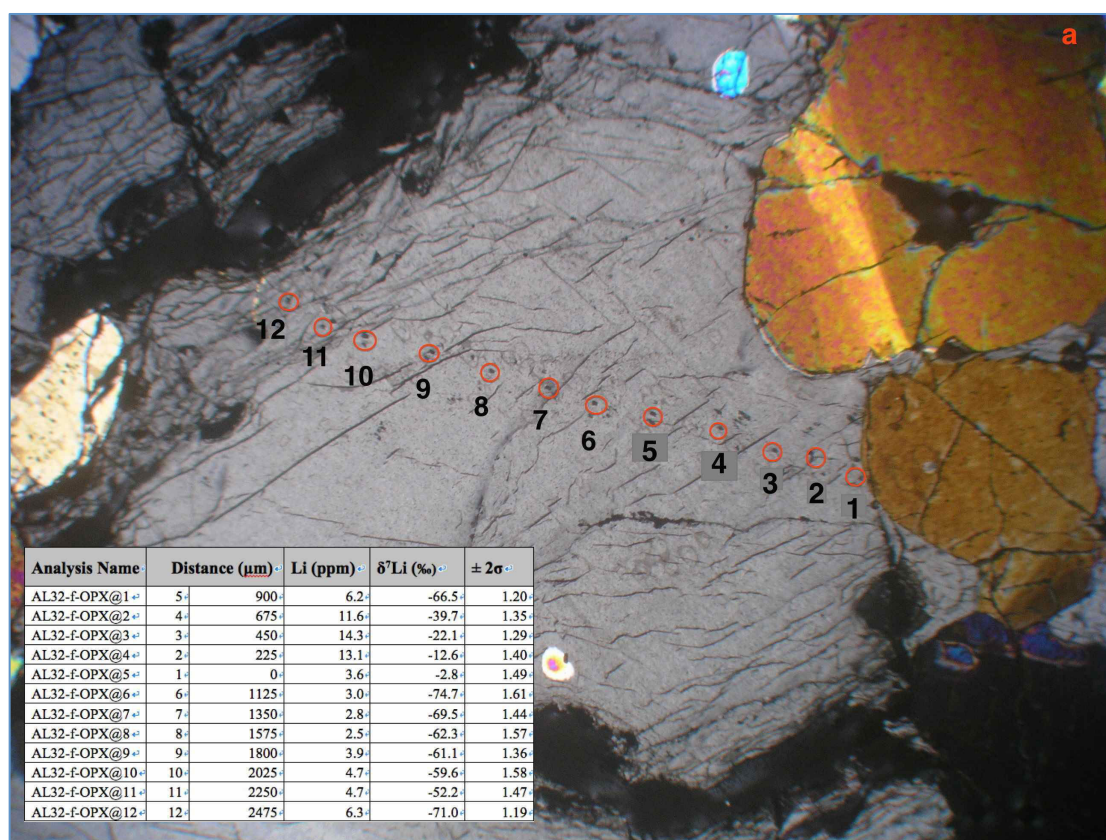 a
12
11
10
9
8
7
6
5
4
3
2
1
Analysis Name Distance (µm) Li (ppm) δ⁷Li (‰) ± 2σ
AL32-f-OPX@1 5 900 6.2 -66.5 1.20
AL32-f-OPX@2 4 675 11.6 -39.7 1.35
AL32-f-OPX@3 3 450 14.3 -22.1 1.29
AL32-f-OPX@4 2 225 13.1 -12.6 1.40
AL32-f-OPX@5 1 0 3.6 -2.8 1.49
AL32-f-OPX@6 6 1125 3.0 -74.7 1.61
AL32-f-OPX@7 7 1350 2.8 -69.5 1.44
AL32-f-OPX@8 8 1575 2.5 -62.3 1.57
AL32-f-OPX@9 9 1800 3.9 -61.1 1.36
AL32-f-OPX@10 10 2025 4.7 -59.6 1.58
AL32-f-OPX@11 11 2250 4.7 -52.2 1.47
AL32-f-OPX@12 12 2475 6.3 -71.0 1.19